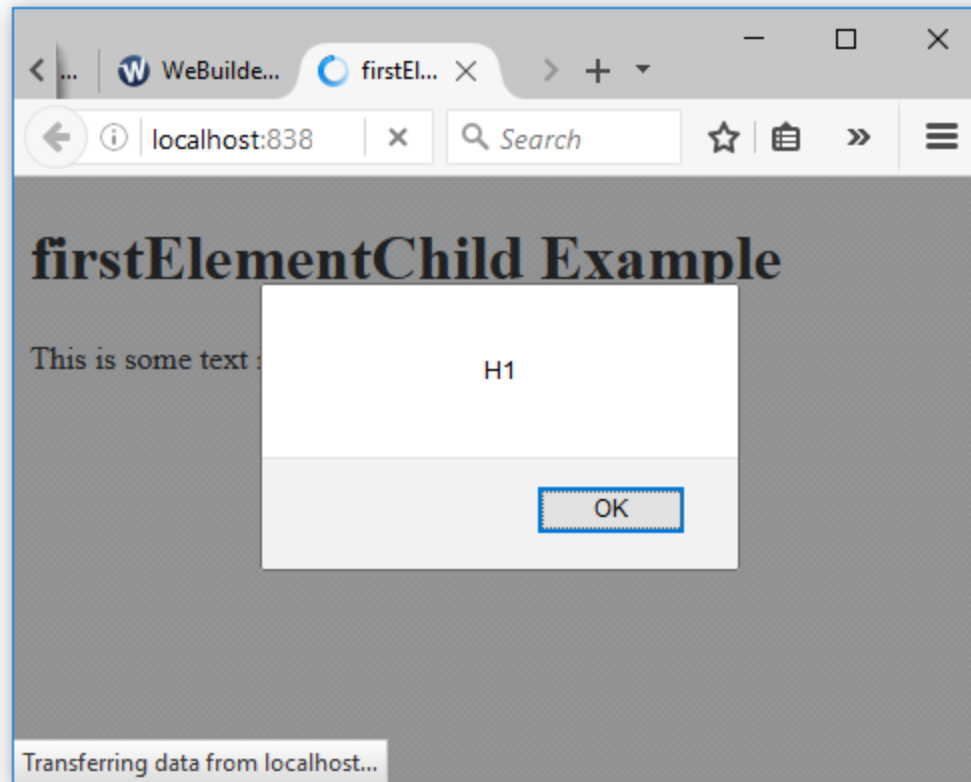 ... WeBuilde... firstEl...
localhost:838 Search
firstElementChild Example
This is some text
H1
OK
Transferring data from localhost...